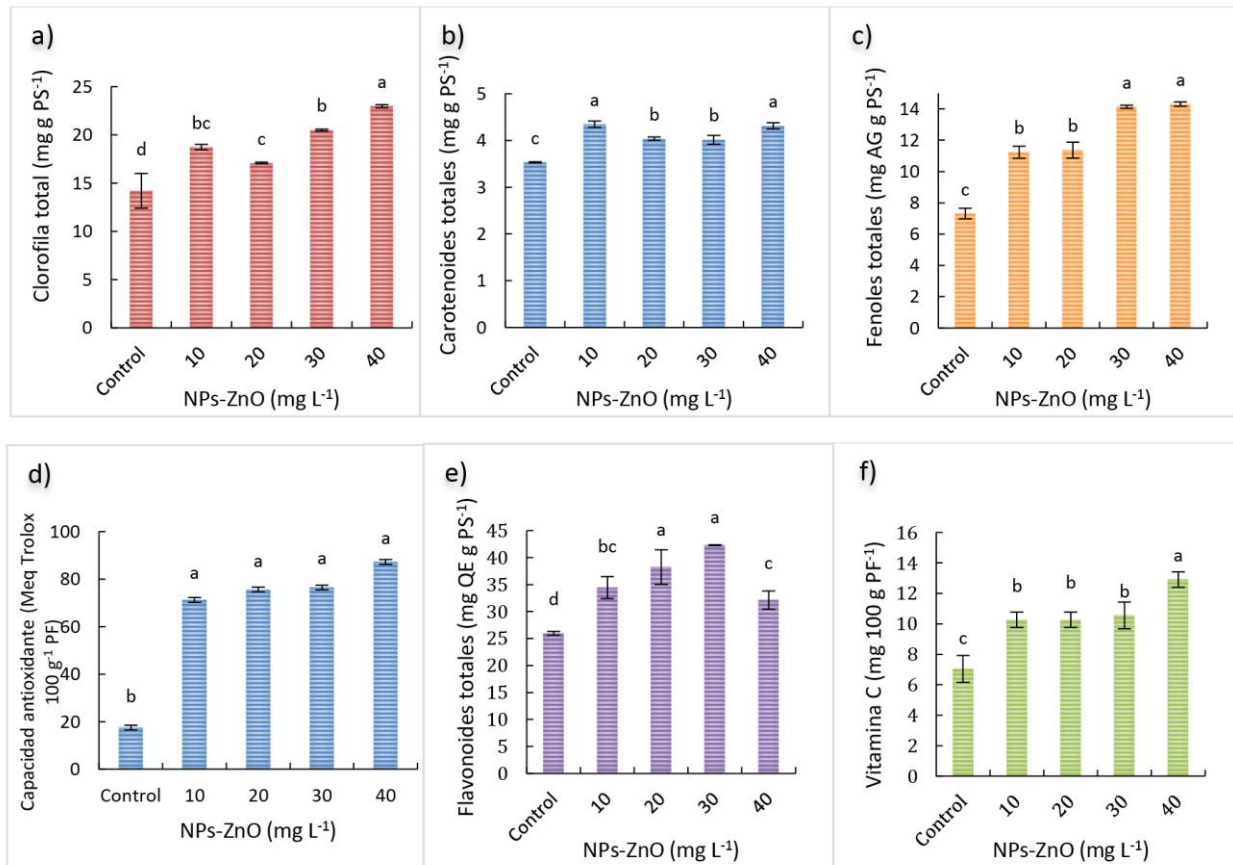 a)
Clorofila total (mg g PS⁻¹)
25
20
15
10
5
0
d
bc
c
b
a
Control
10
20
30
40
NPs-ZnO (mg L⁻¹)
b)
Carotenoides totales (mg g PS⁻¹)
5
4
3
2
1
0
c
a
b
b
a
Control
10
20
30
40
NPs-ZnO (mg L⁻¹)
c)
Fenoles totales (mg AG g PS⁻¹)
14
12
10
8
6
4
2
0
c
b
b
a
a
Control
10
20
30
40
NPs-ZnO (mg L⁻¹)
d)
Capacidad antioxidante (Meq Trolox
100 g⁻¹ PF)
100
80
60
40
20
0
b
a
a
a
a
Control
10
20
30
40
NPs-ZnO (mg L⁻¹)
e)
Flavonoides totales (mg QE g PS⁻¹)
45
40
35
30
25
20
15
10
5
0
d
bc
a
a
c
Control
10
20
30
40
NPs-ZnO (mg L⁻¹)
f)
Vitamina C (mg 100 g PF⁻¹)
16
14
12
10
8
6
4
2
0
c
b
b
b
a
Control
10
20
30
40
NPs-ZnO (mg L⁻¹)